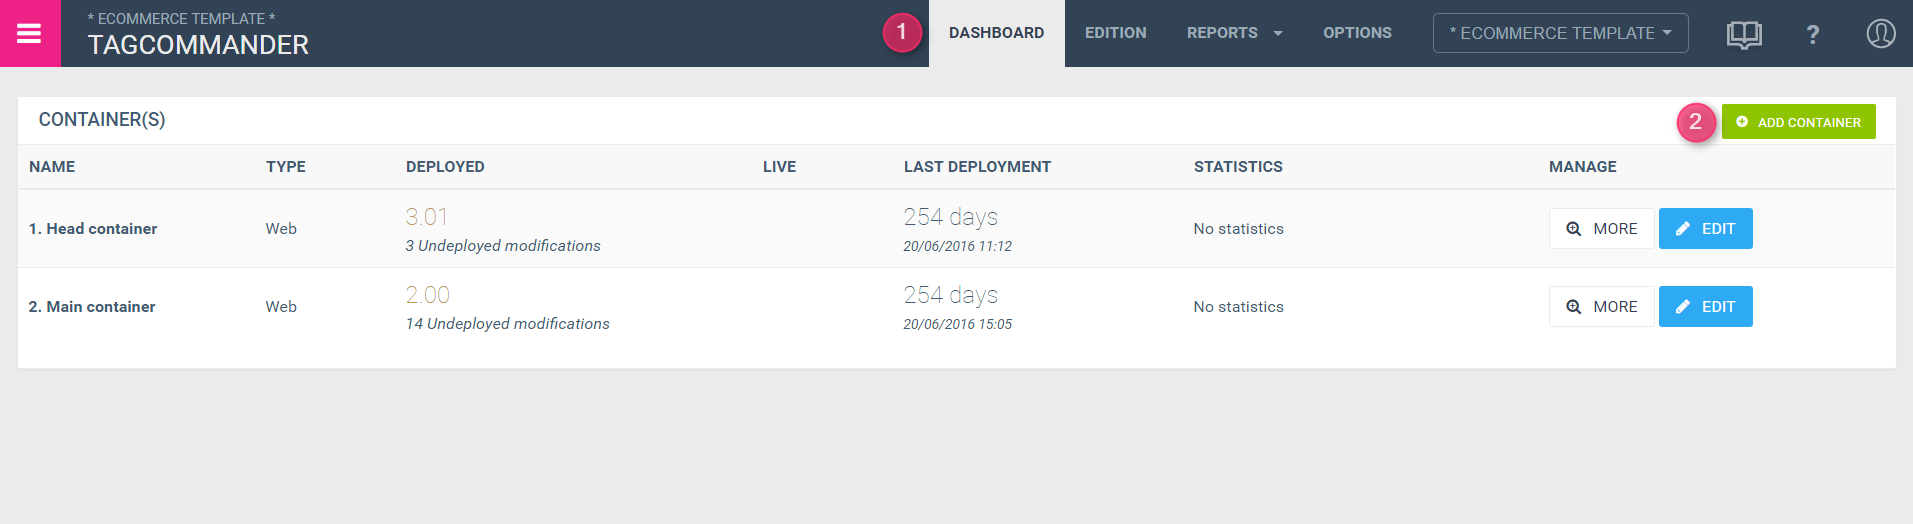 * ECOMMERCE TEMPLATE *
TAGCOMMANDER
1 DASHBOARD EDITION REPORTS OPTIONS * ECOMMERCE TEMPLATE ?
CONTAINER(S)
2 ADD CONTAINER
NAME TYPE DEPLOYED LIVE LAST DEPLOYMENT STATISTICS MANAGE
1. Head container Web 3.01 254 days No statistics MORE EDIT
3 Undeployed modifications 20/06/2016 11:12
2. Main container Web 2.00 254 days No statistics MORE EDIT
14 Undeployed modifications 20/06/2016 15:05